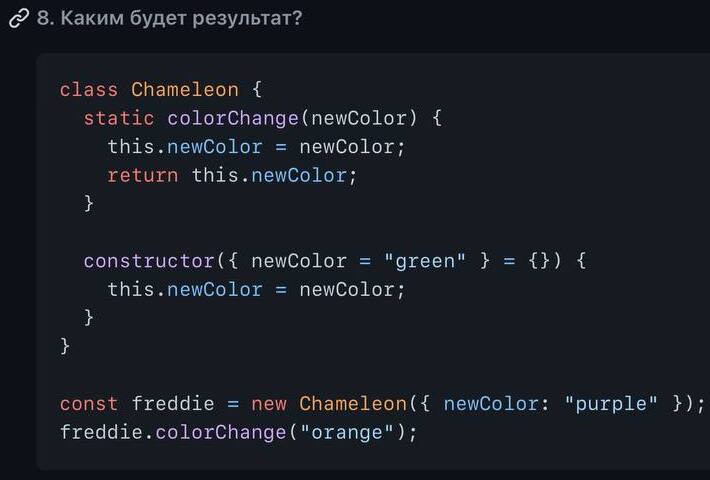 8. Каким будет результат?
class Chameleon {
  static colorChange(newColor) {
    this.newColor = newColor;
    return this.newColor;
  }

  constructor({ newColor = "green" } = {}) {
    this.newColor = newColor;
  }
}

const freddie = new Chameleon({ newColor: "purple" });
freddie.colorChange("orange");